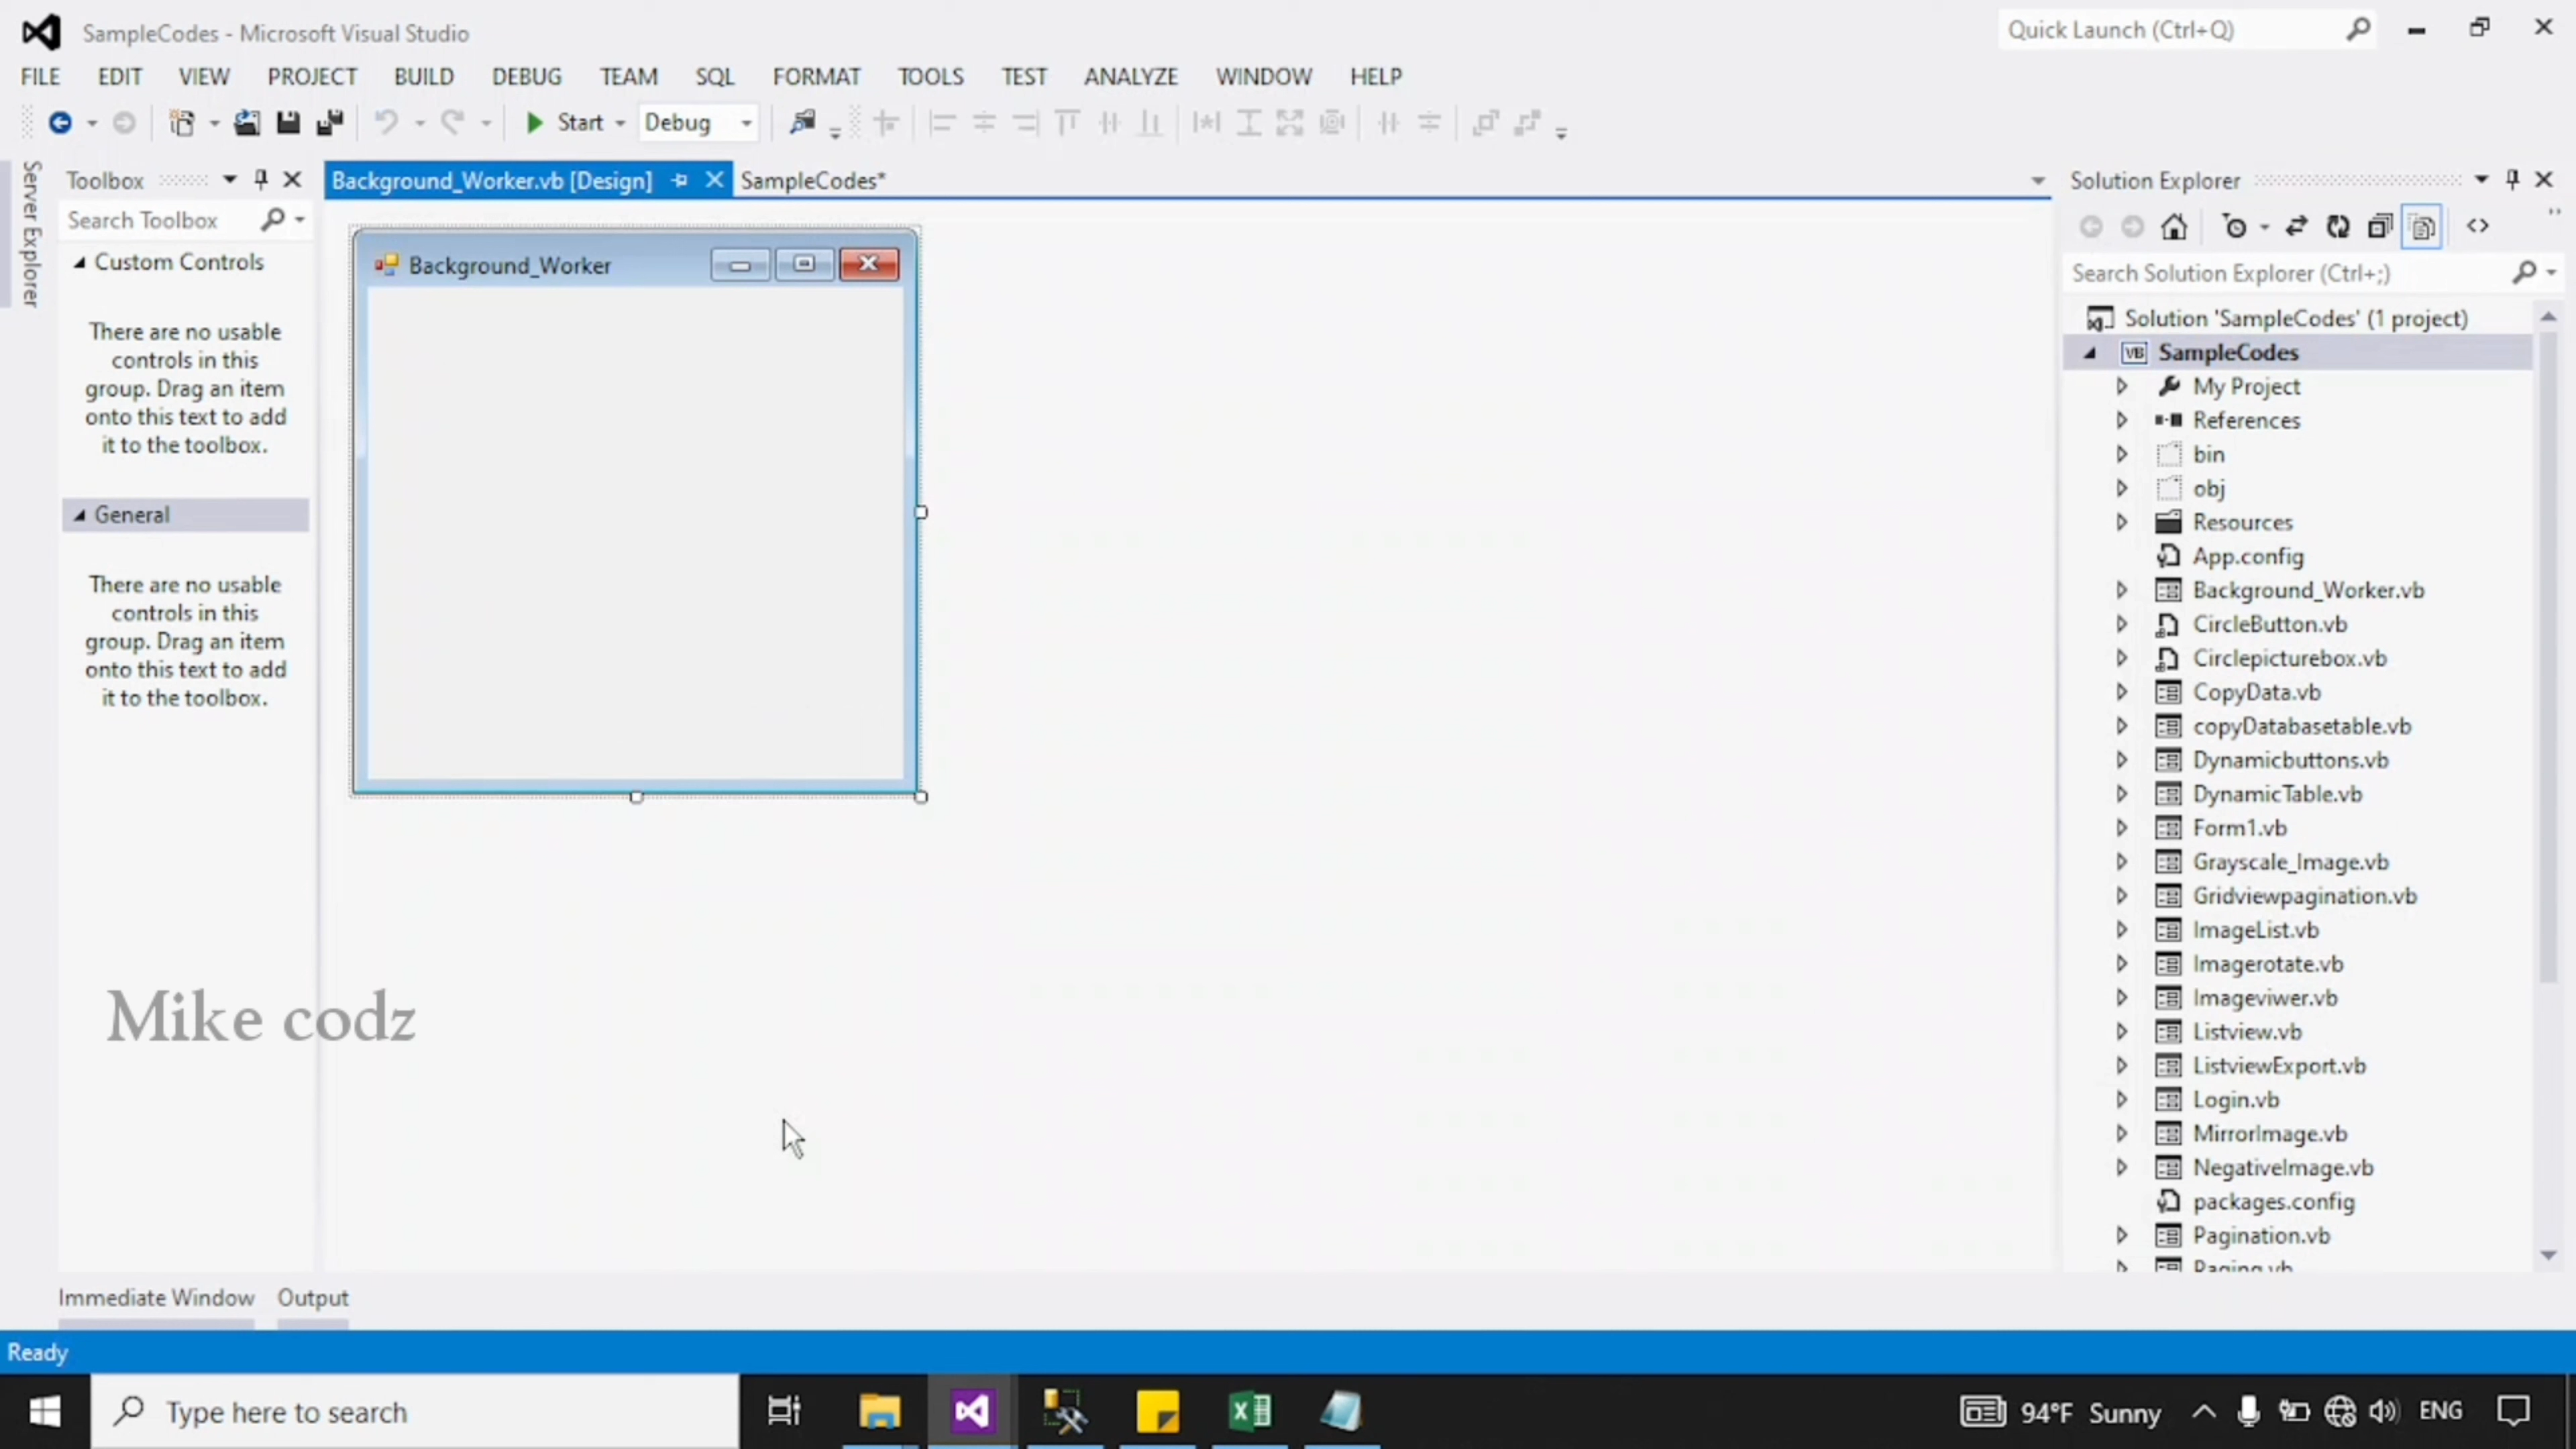 SampleCodes - Microsoft Visual Studio
Quick Launch (Ctrl+Q)
FILE EDIT VIEW PROJECT BUILD DEBUG TEAM SQL FORMAT TOOLS TEST ANALYZE WINDOW HELP
Start Debug
Server Explorer
Toolbox
Search Toolbox
Custom Controls
There are no usable
controls in this
group. Drag an item
onto this text to add
it to the toolbox.
General
There are no usable
controls in this
group. Drag an item
onto this text to add
it to the toolbox.
Background_Worker.vb [Design]
SampleCodes*
Background_Worker
Mike codz
Solution Explorer
Search Solution Explorer (Ctrl+;)
Solution 'SampleCodes' (1 project)
VB SampleCodes
My Project
References
bin
obj
Resources
App.config
Background_Worker.vb
CircleButton.vb
Circlepicturebox.vb
CopyData.vb
copyDatabasetable.vb
Dynamicbuttons.vb
DynamicTable.vb
Form1.vb
Grayscale_Image.vb
Gridviewpagination.vb
ImageList.vb
Imagerotate.vb
Imageviwer.vb
Listview.vb
ListviewExport.vb
Login.vb
MirrorImage.vb
NegativeImage.vb
packages.config
Pagination.vb
Paging.vb
Immediate Window Output
Ready
Type here to search
94°F Sunny
ENG